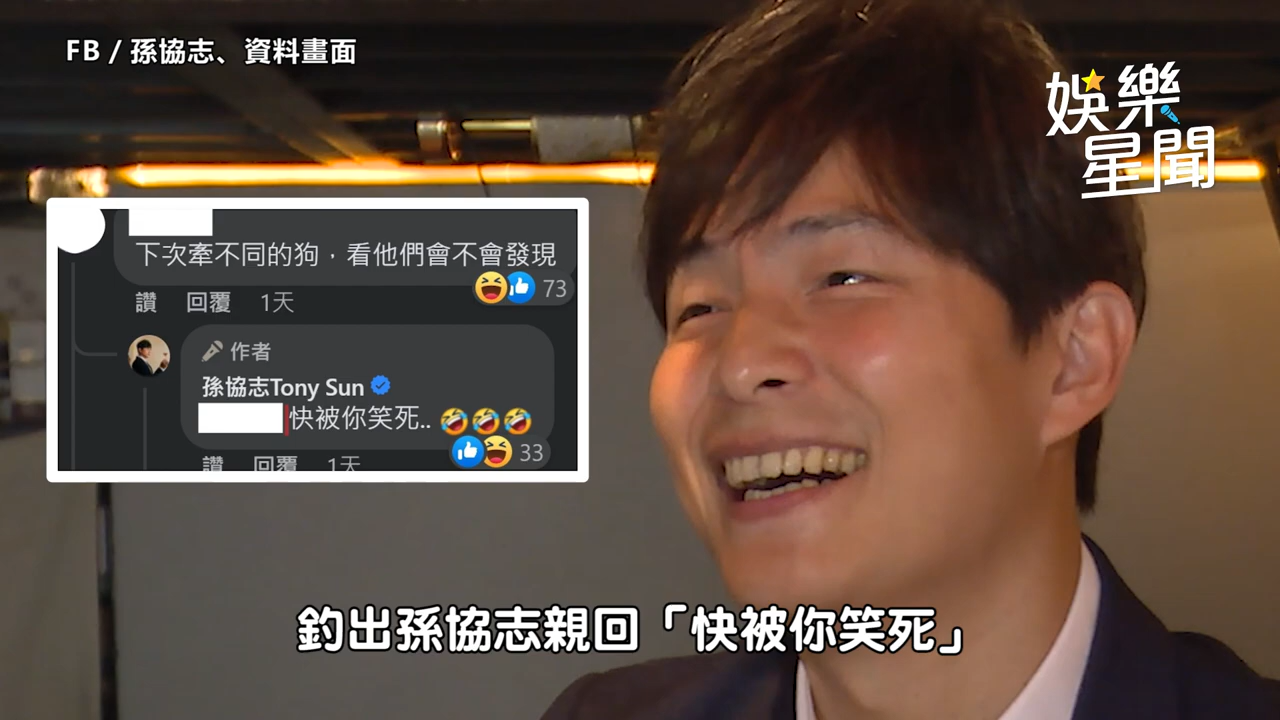 FB / 孫協志、資料畫面
娛樂
星聞
下次牽不同的狗，看他們會不會發現
73
讚 回覆 1天
作者
孫協志Tony Sun
快被你笑死.. 🤣🤣🤣
33
讚 回覆 1天
釣出孫協志親回「快被你笑死」